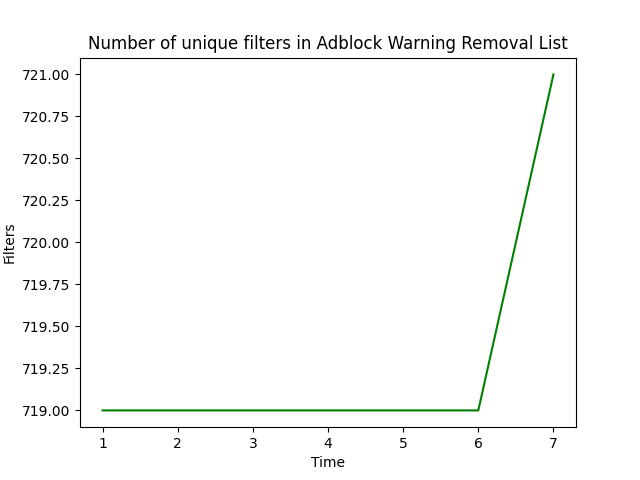 Number of unique filters in Adblock Warning Removal List
721.00
720.75
720.50
720.25
720.00
719.75
719.50
719.25
719.00
Filters
1 2 3 4 5 6 7
Time